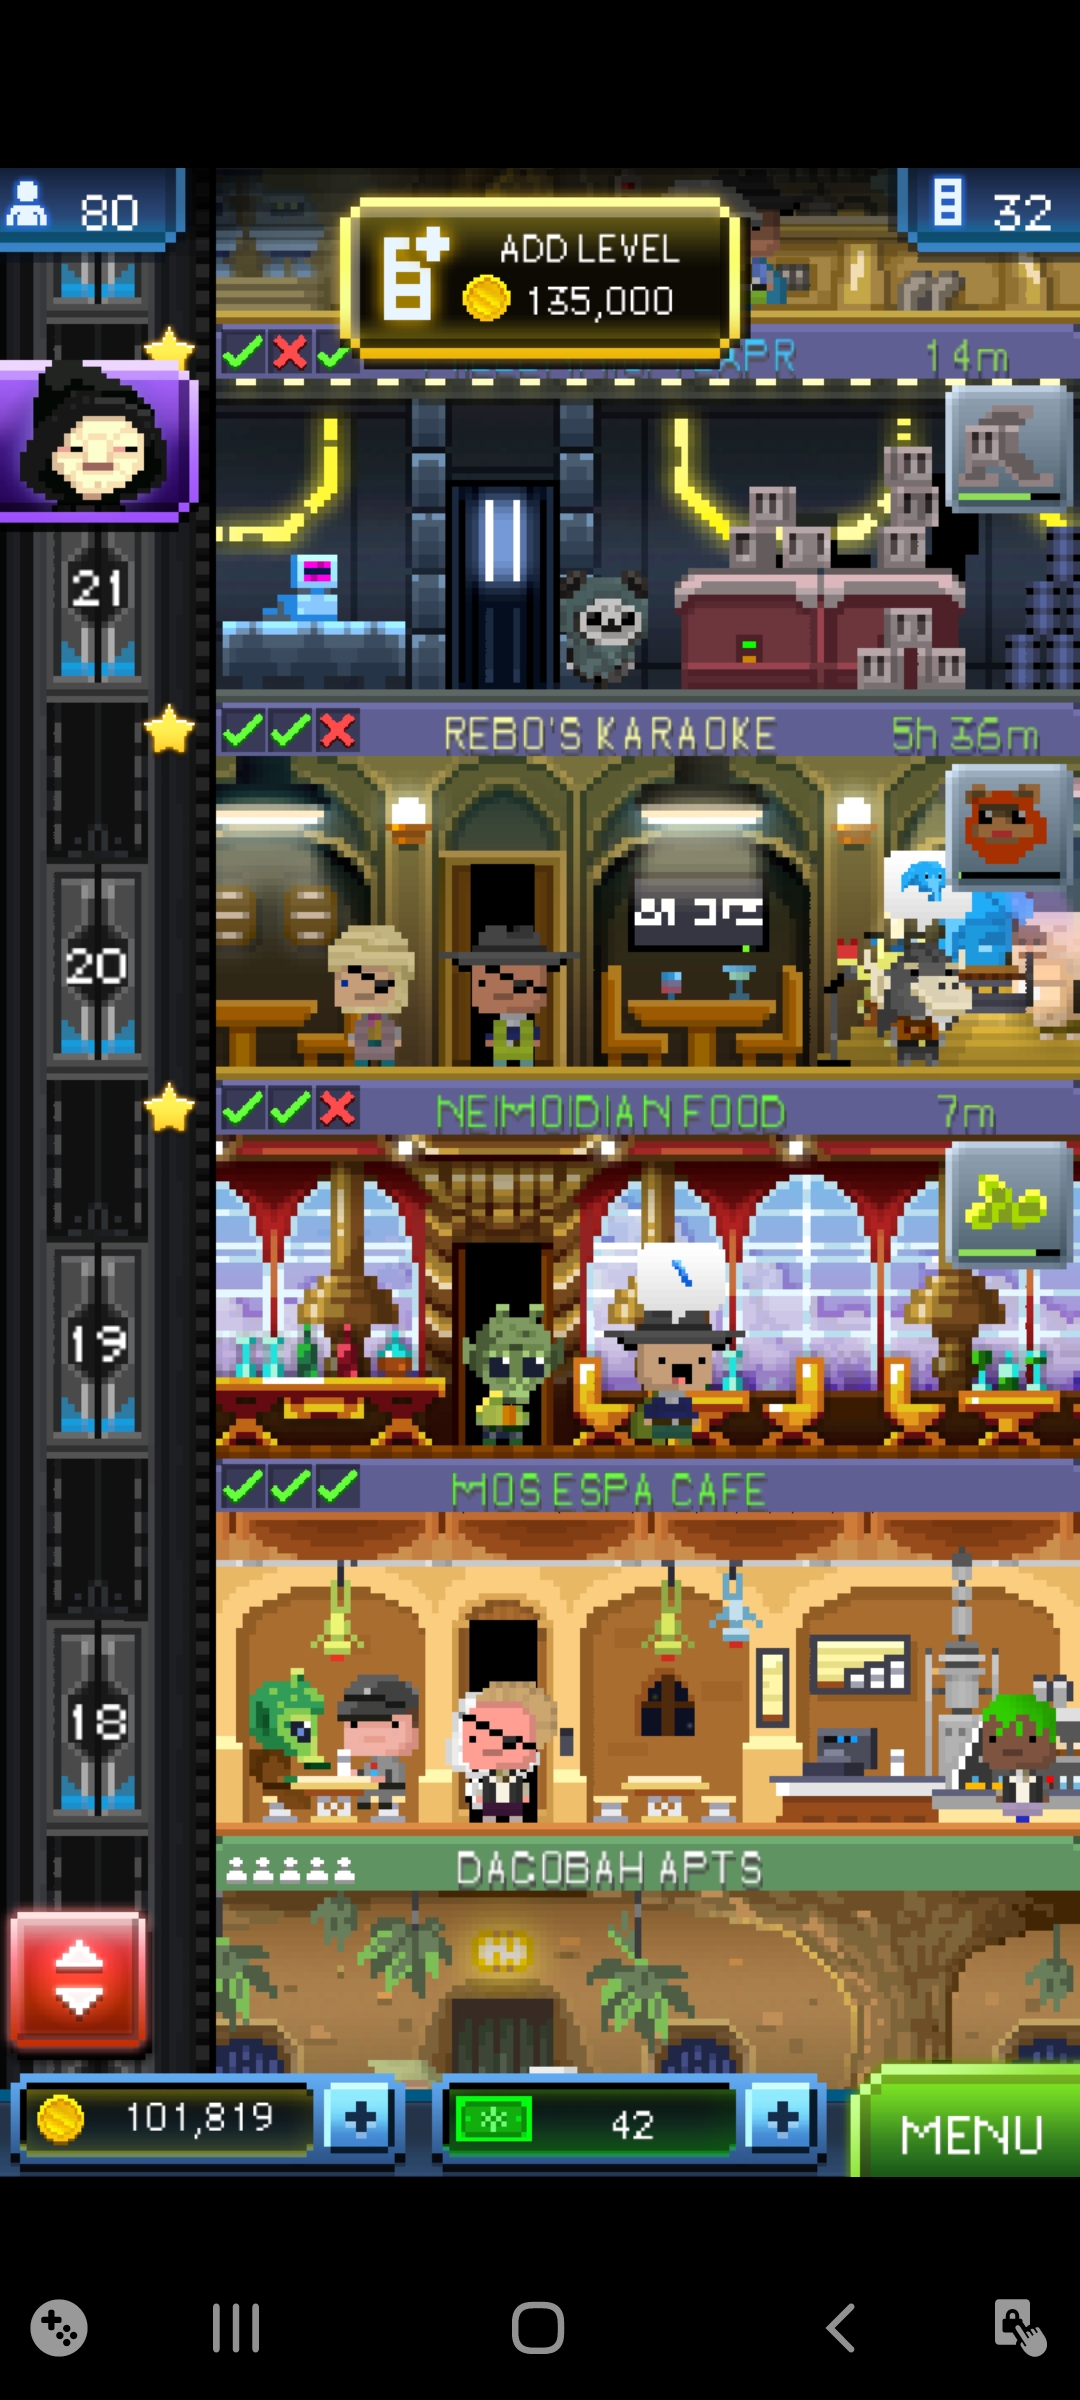 80
32
ADD LEVEL
135,000
14m
21
REBO'S KARAOKE
5h 36m
20
NEIMOIDIAN FOOD
7m
19
MOS ESPA CAFE
18
DAGOBAH APTS
101,819
42
MENU